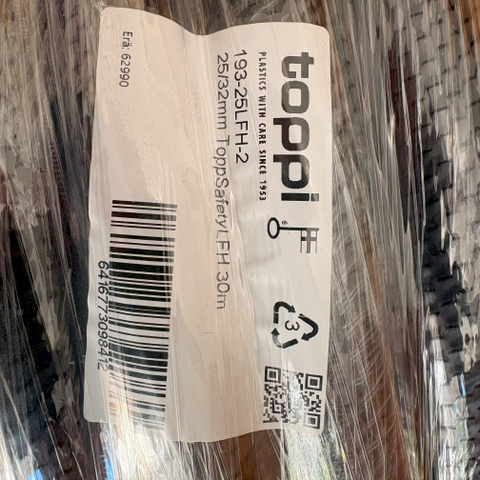 toppi
PLASTICS WITH CARE SINCE 1953
193-25LFH-2
25/32mm ToppSafetyLFH 30m
3
6416773098412
Erä: 62990